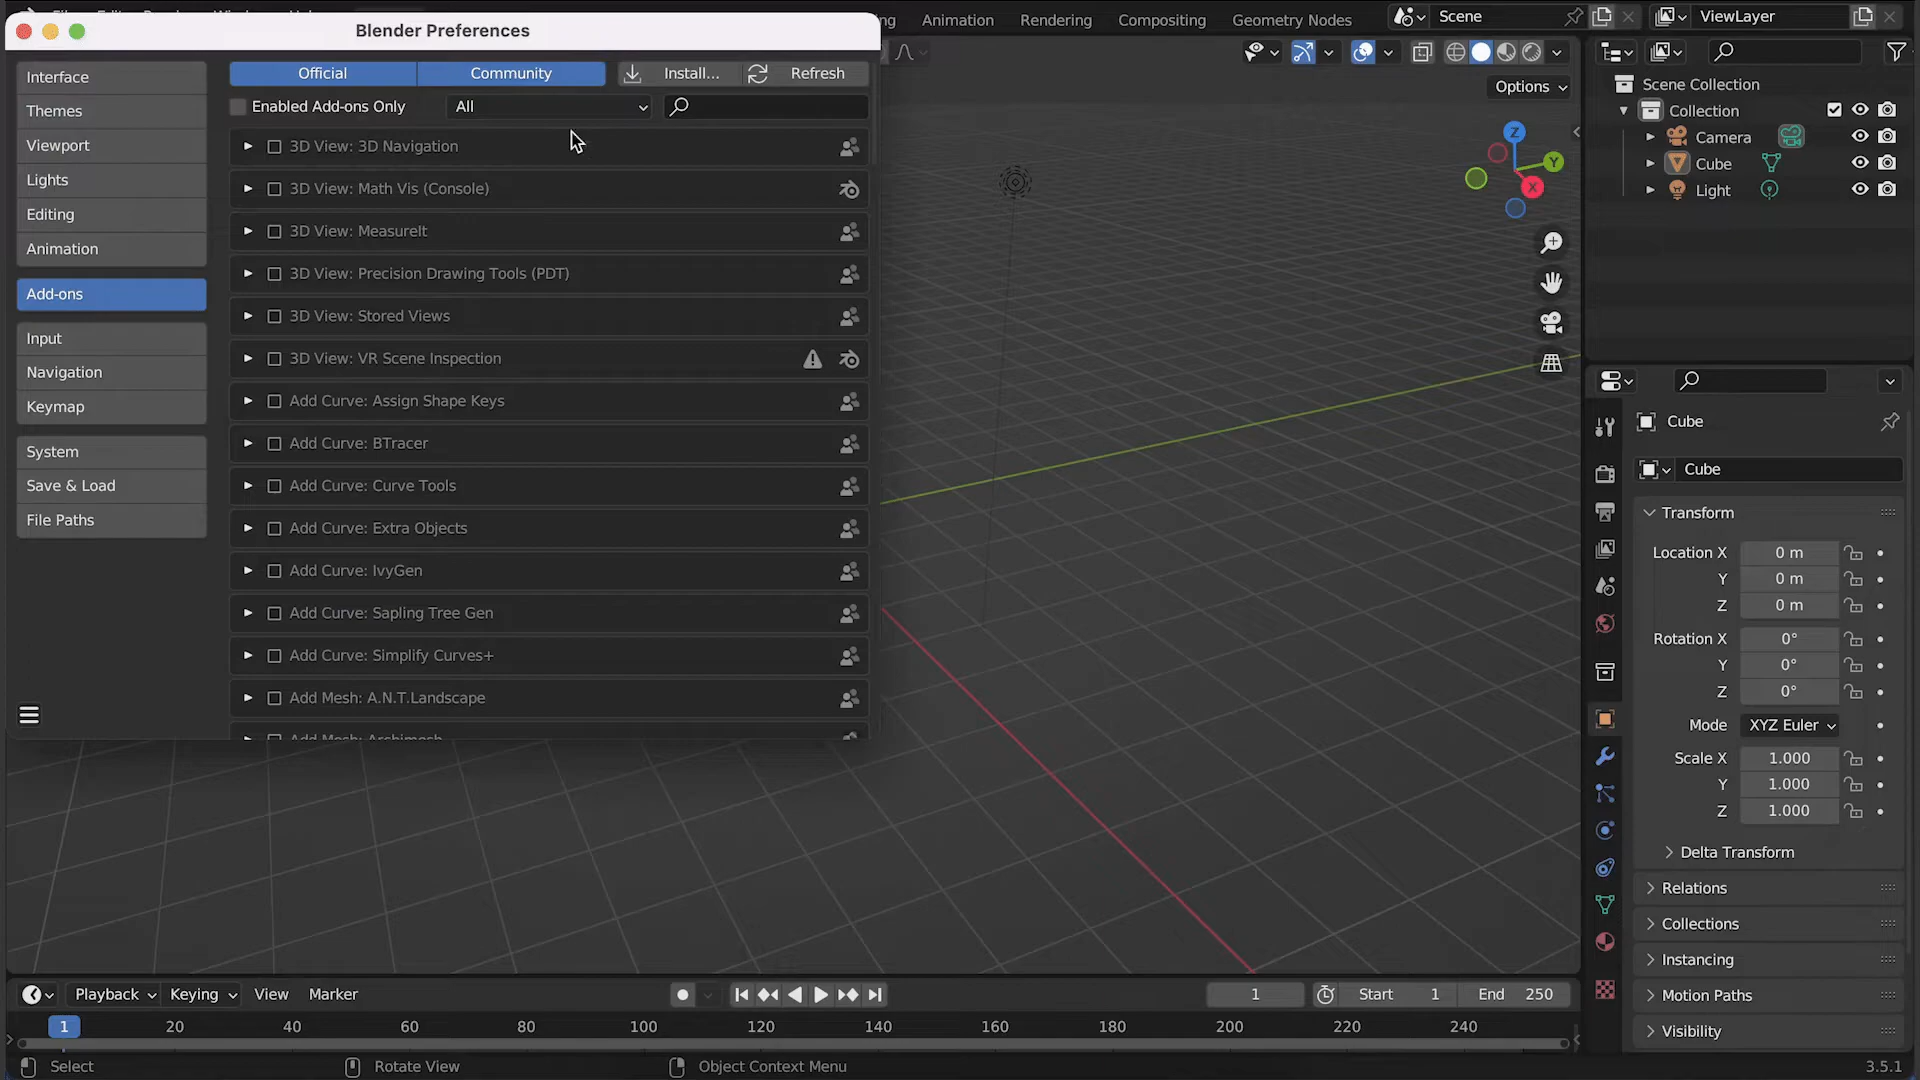 Blender Preferences
Animation
Rendering
Compositing
Geometry Nodes
Scene
ViewLayer
Interface
Themes
Viewport
Lights
Editing
Animation
Add-ons
Input
Navigation
Keymap
System
Save & Load
File Paths
Official
Community
Install...
Refresh
Enabled Add-ons Only
All
3D View: 3D Navigation
3D View: Math Vis (Console)
3D View: MeasureIt
3D View: Precision Drawing Tools (PDT)
3D View: Stored Views
3D View: VR Scene Inspection
Add Curve: Assign Shape Keys
Add Curve: BTracer
Add Curve: Curve Tools
Add Curve: Extra Objects
Add Curve: IvyGen
Add Curve: Sapling Tree Gen
Add Curve: Simplify Curves+
Add Mesh: A.N.T.Landscape
Add Mesh: Archimesh
Options
Z
Y
X
Scene Collection
Collection
Camera
Cube
Light
Cube
Cube
Transform
Location X 0 m
Y 0 m
Z 0 m
Rotation X 0°
Y 0°
Z 0°
Mode XYZ Euler
Scale X 1.000
Y 1.000
Z 1.000
Delta Transform
Relations
Collections
Instancing
Motion Paths
Visibility
Playback
Keying
View
Marker
1
Start 1
End 250
1 20 40 60 80 100 120 140 160 180 200 220 240
Select
Rotate View
Object Context Menu
3.5.1